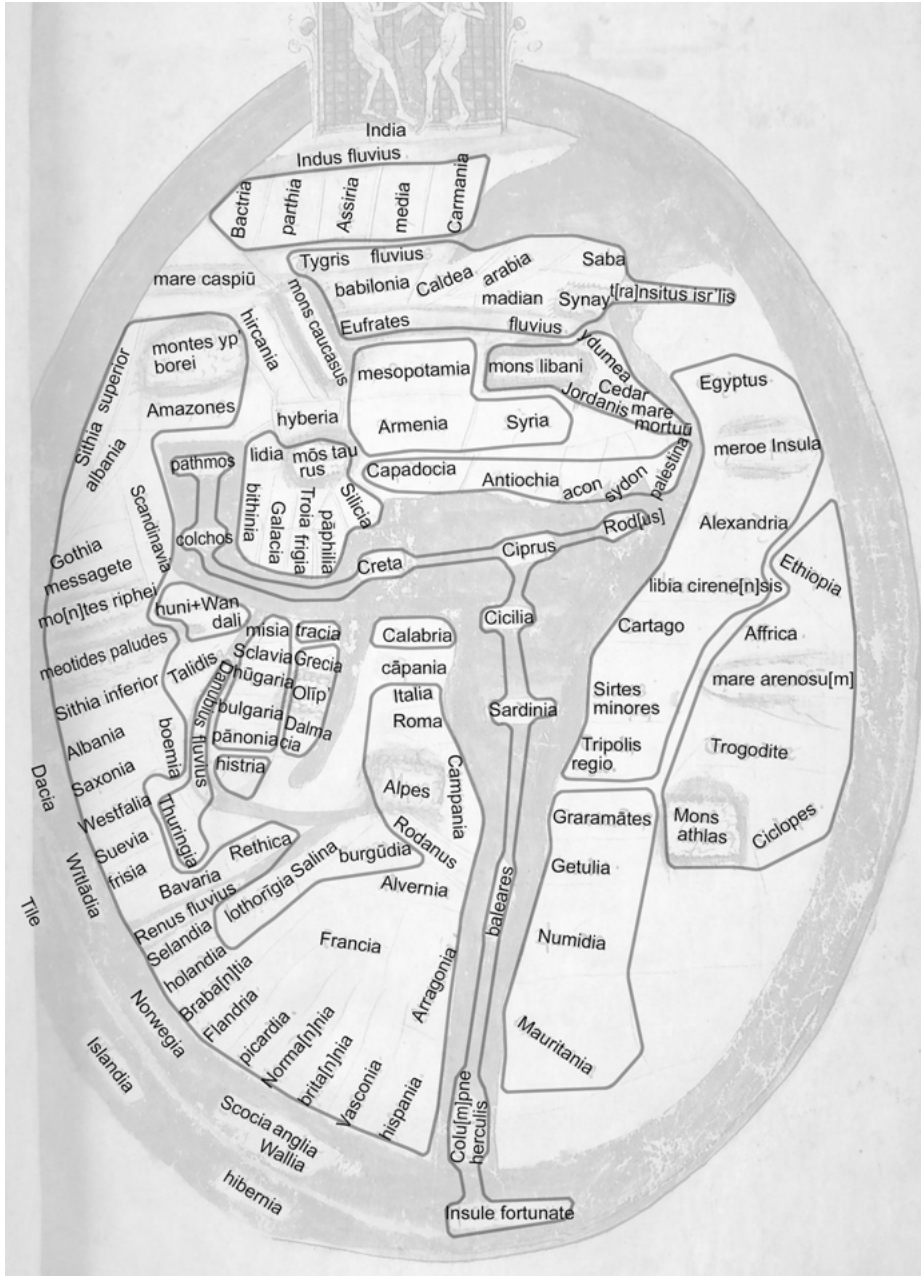 India
Indus fluvius
Bactria
parthia
Assiria
media
Carmania
Tygris fluvius
babilonia
Caldea
arabia
Saba
madian
Synay
t[ra]nsitus isr'lis
Eufrates fluvius
mare caspiū
mons caucasus
hircania
montes yp'
borei
Amazones
Sithia superior
albania
hyberia
mesopotamia
mons libani
ydumea
Cedar
Jordanis
mare
mortuū
Armenia
Syria
Egyptus
meroe Insula
pathmos
lidia
mōs tau
rus
Silicia
bithinia
Galacia
Troia frigia
pāphilia
Capadocia
Antiochia
acon
sydon
palestina
Scandinavia
colchos
Creta
Ciprus
Rod[us]
Alexandria
Ethiopia
libia cirene[n]sis
Gothia
messagete
mo[n]tes riphei
meotides paludes
Sithia inferior
huni+Wan
dali
misia
tracia
Sclavia
Grecia
Calabria
Cicilia
Cartago
Affrica
Talidis
Danubius fluvius
hūgaria
Olīp'
cāpania
Italia
mare arenosu[m]
bulgaria
Dalma
cia
Roma
Sardinia
Sirtes
minores
pānonia
Albania
boemia
histria
Tripolis
regio
Trogodite
Saxonia
Dacia
Westfalia
Thuringia
Alpes
Campania
Graramātes
Mons
athlas
Ciclopes
Suevia
frisia
Wītlādia
Rethica
Rodanus
burgūdia
Salina
lothorīgia
Bavaria
Getulia
Tile
Renus fluvius
Alvernia
baleares
Selandia
holandia
Francia
Numidia
Braba[n]tia
Flandria
Arragonia
Norwegia
picardia
Norma[n]nia
brita[n]nia
Vasconia
hispania
Mauritania
Islandia
Scocia anglia
Wallia
Colu[m]pne
herculis
hibernia
Insule fortunate